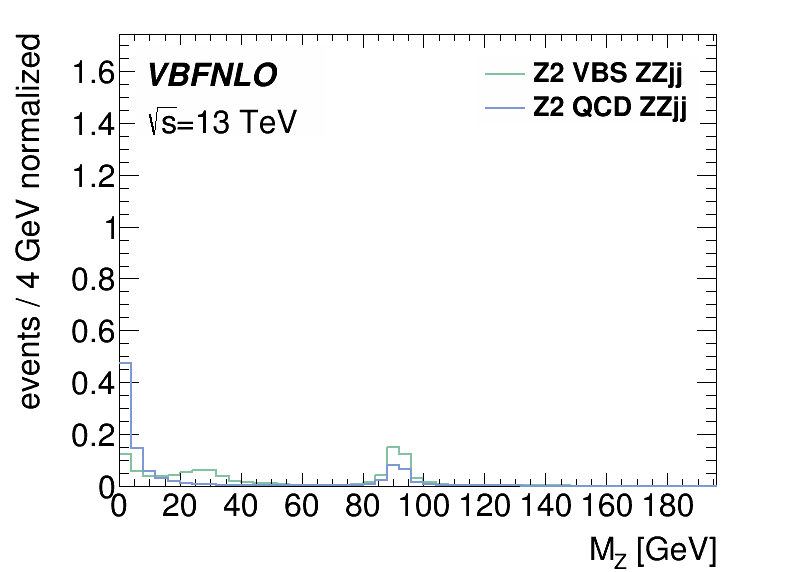 VBFNLO
√s=13 TeV
Z2 VBS ZZjj
Z2 QCD ZZjj
events / 4 GeV normalized
1.6
1.4
1.2
1
0.8
0.6
0.4
0.2
0
0 20 40 60 80 100 120 140 160 180
M_Z [GeV]